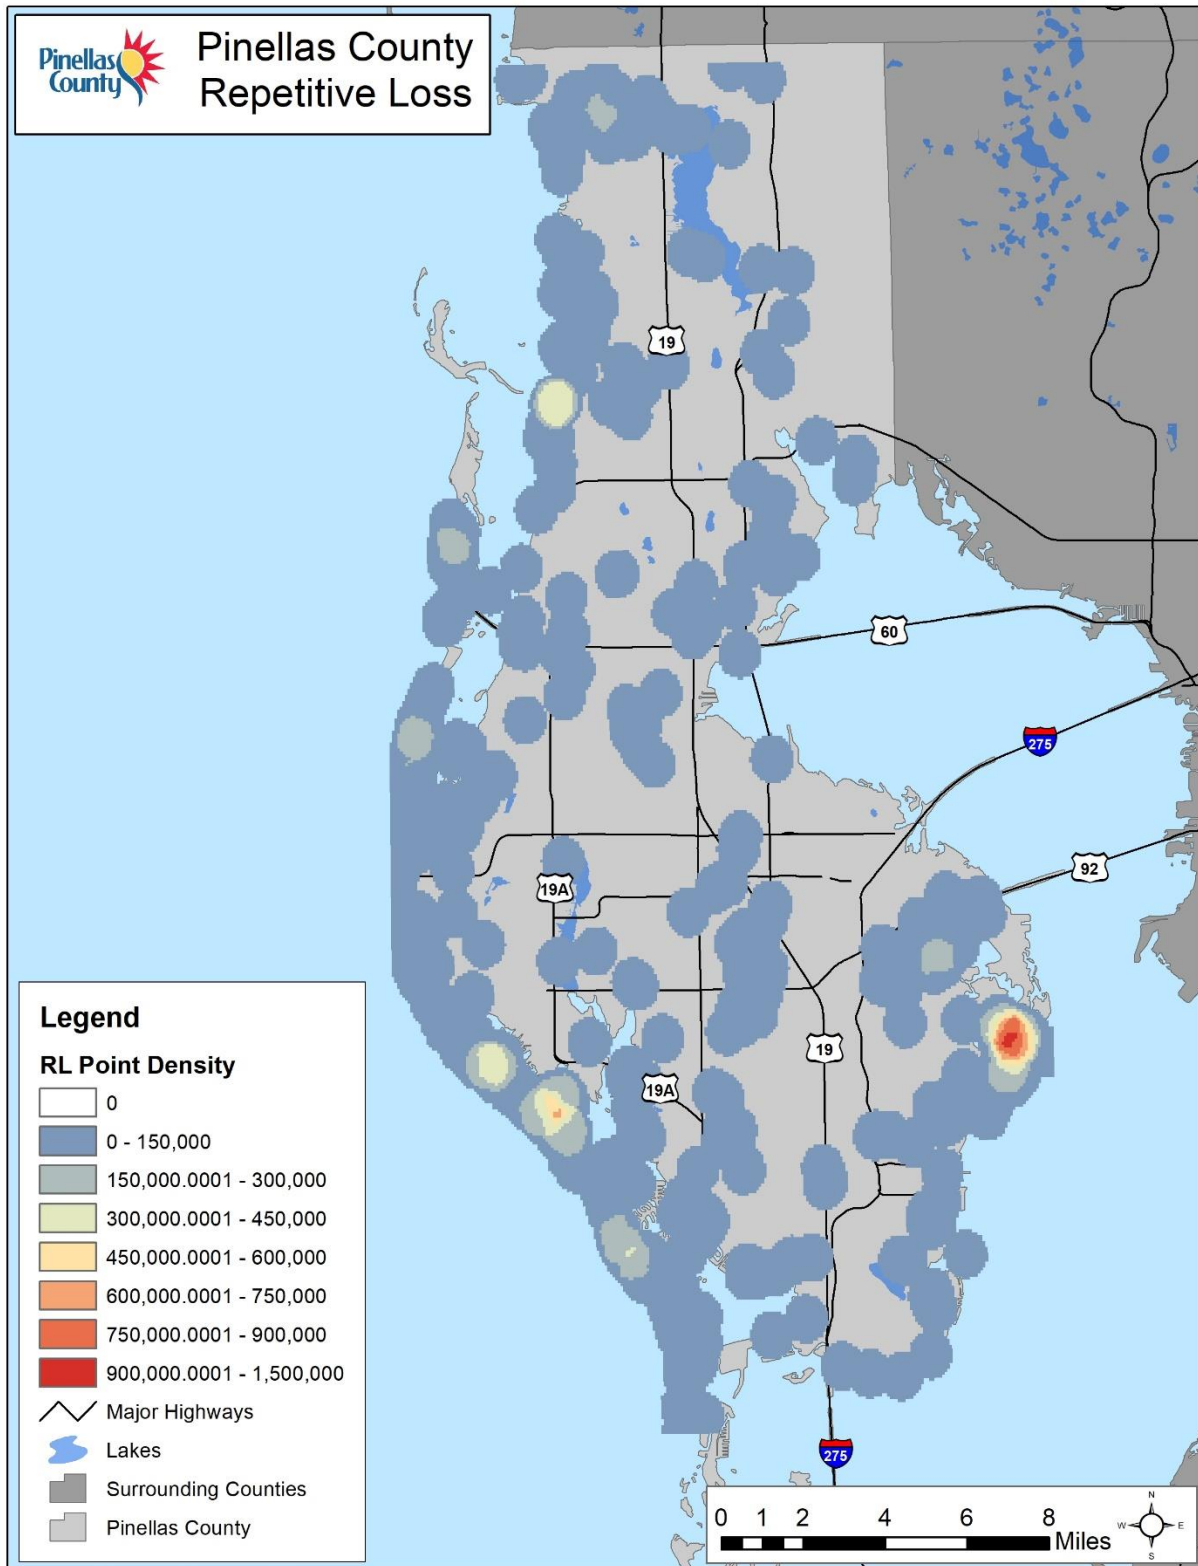 Pinellas
County
Pinellas County
Repetitive Loss
19
60
275
92
19A
19
19A
275
Legend
RL Point Density
0
0 - 150,000
150,000.0001 - 300,000
300,000.0001 - 450,000
450,000.0001 - 600,000
600,000.0001 - 750,000
750,000.0001 - 900,000
900,000.0001 - 1,500,000
Major Highways
Lakes
Surrounding Counties
Pinellas County
0 1 2 4 6 8
Miles
N
W E
S